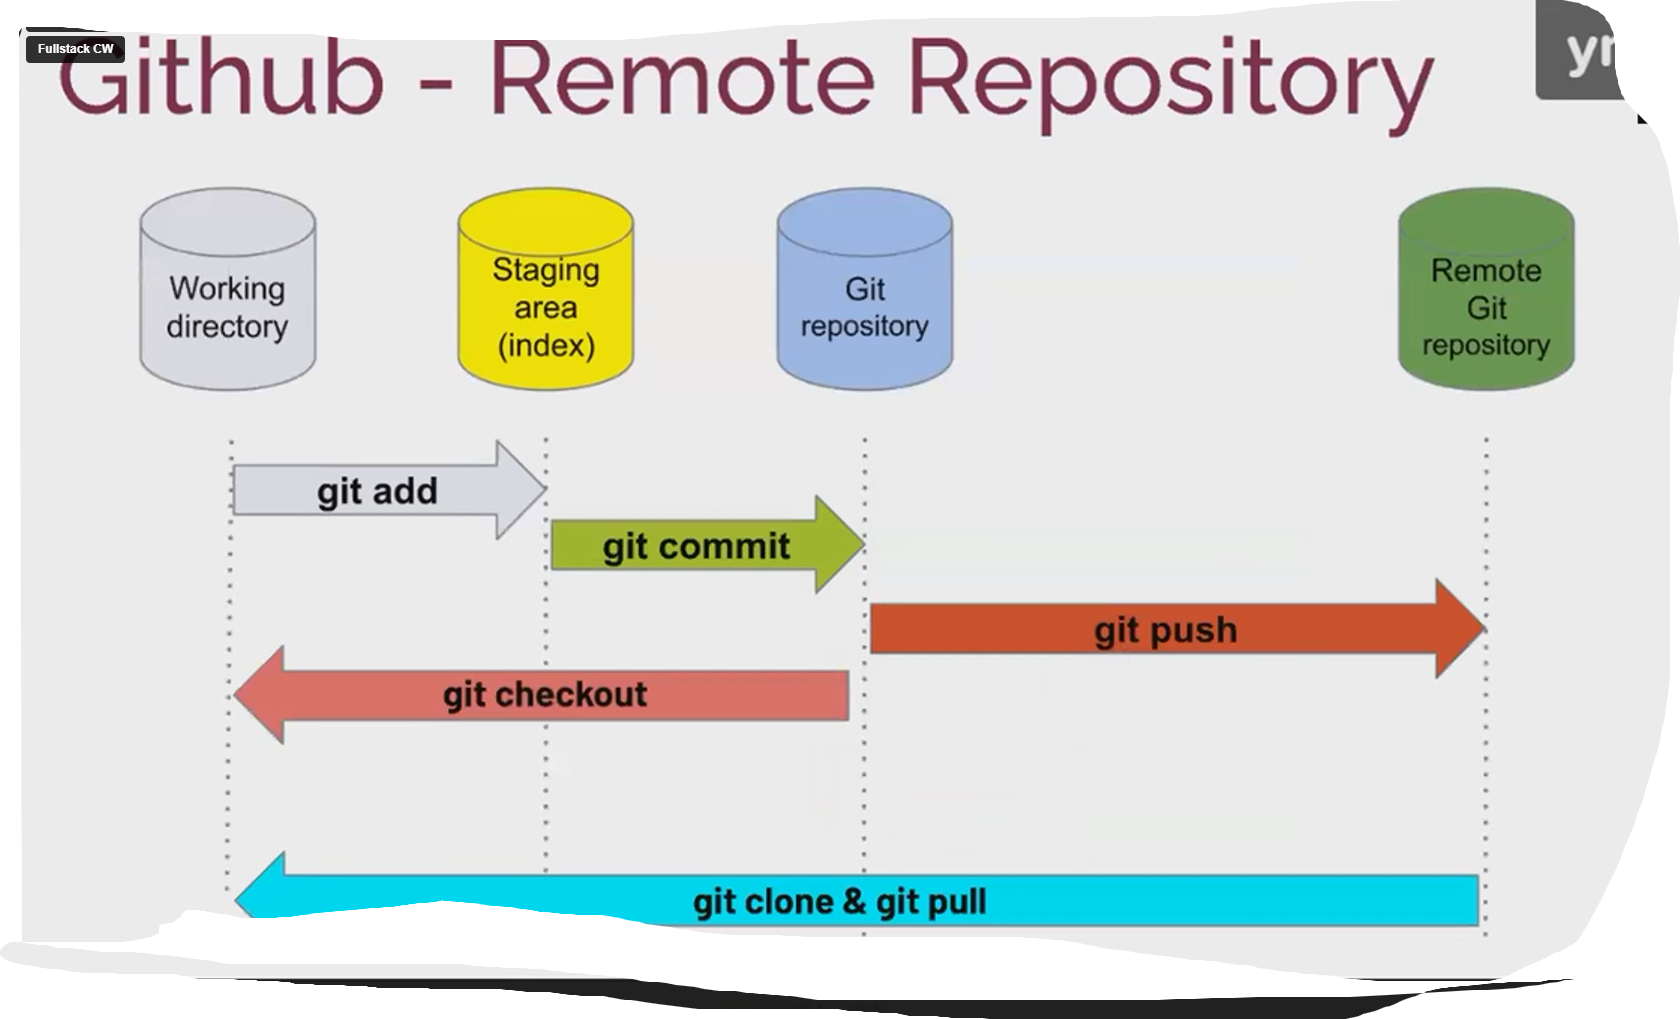 Fullstack CW
Github - Remote Repository
Working
directory
Staging
area
(index)
Git
repository
Remote
Git
repository
git add
git commit
git push
git checkout
git clone & git pull